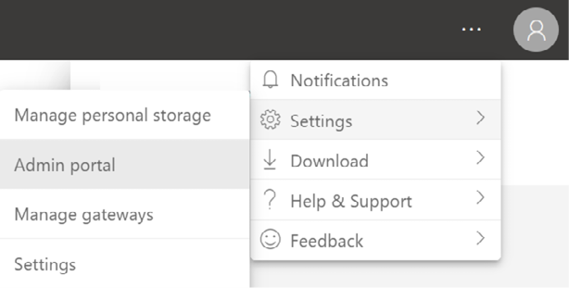 Notifications
Settings
Download
Help & Support
Feedback
Manage personal storage
Admin portal
Manage gateways
Settings